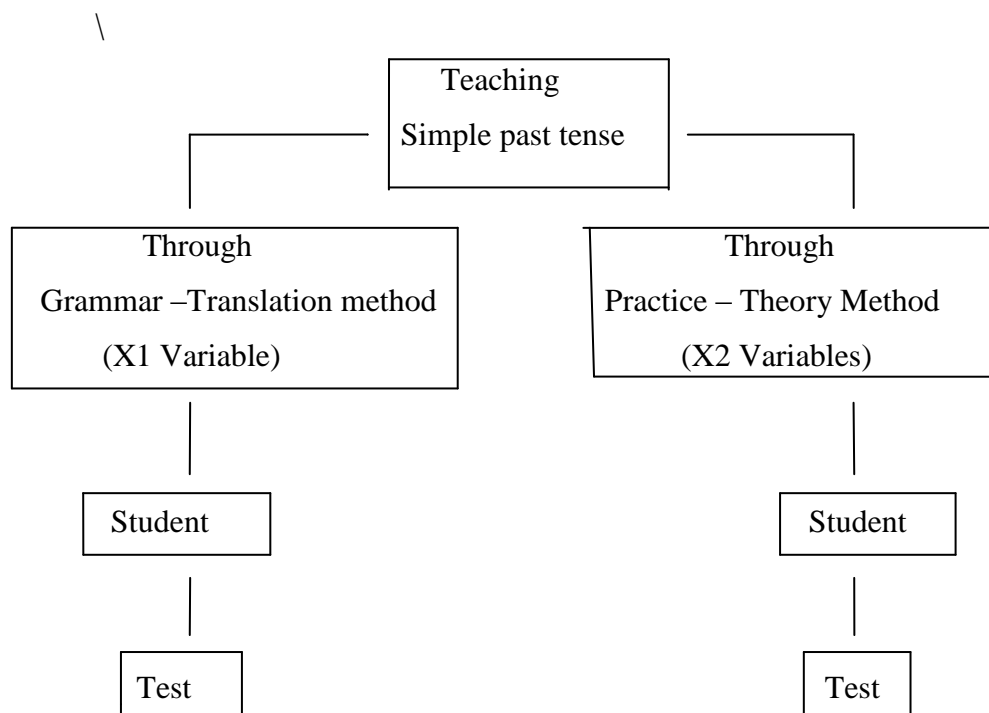 \
Teaching
Simple past tense
Through
Grammar –Translation method
(X1 Variable)
Through
Practice – Theory Method
(X2 Variables)
Student
Student
Test
Test